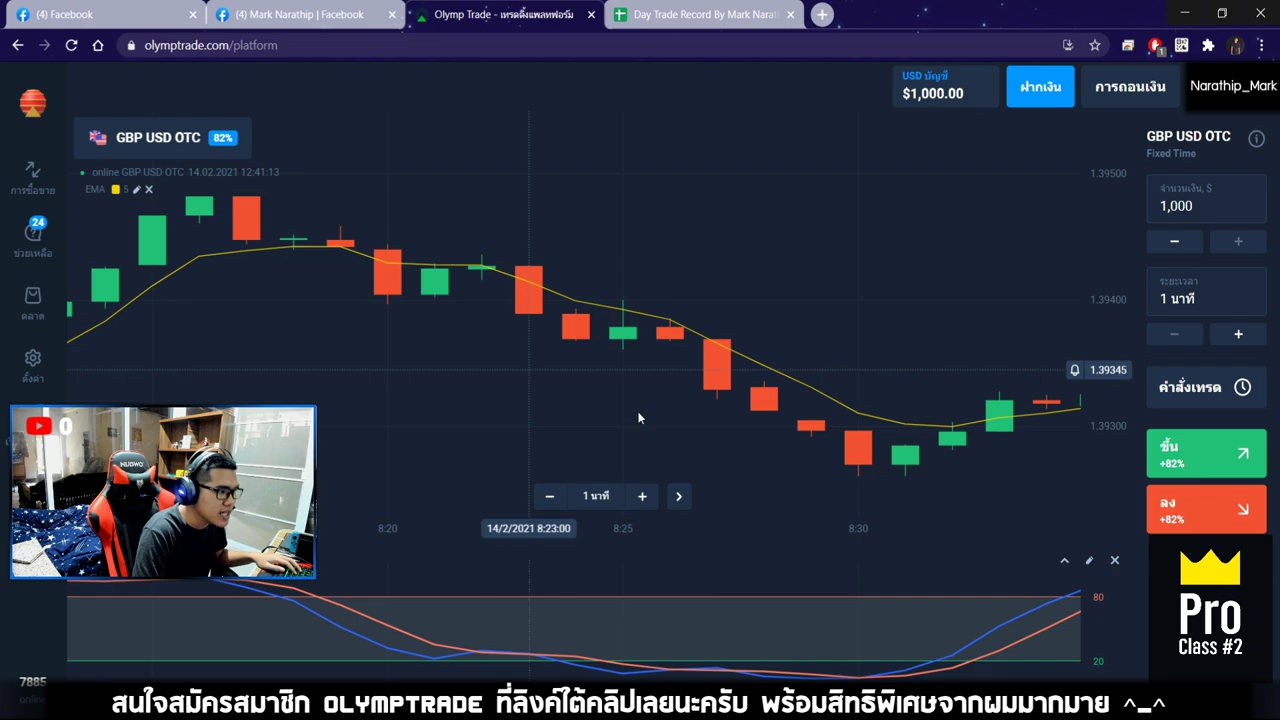 (4) Facebook
(4) Mark Narathip | Facebook
Olymp Trade - เทรดดิ้งแพลทฟอร์ม
Day Trade Record By Mark Narath
olymptrade.com/platform
1
USD บัญชี
$1,000.00
ฝากเงิน
การถอนเงิน
Narathip_Mark
GBP USD OTC 82%
online GBP USD OTC 14.02.2021 12:41:13
EMA 5
การซื้อขาย
24
ช่วยเหลือ
ตลาด
ตั้งค่า
1.39500
1.39400
1.39345
1.39300
GBP USD OTC
Fixed Time
จำนวนเงิน, $
1,000
ระยะเวลา
1 นาที
คำสั่งเทรด
ขึ้น
+82%
ลง
+82%
0
NUBWO
1 นาที
8:20
14/2/2021 8:23:00
8:25
8:30
80
20
Pro
Class #2
7885
online
สนใจสมัครสมาชิก OLYMPTRADE ที่ลิงค์ใต้คลิปเลยนะครับ พร้อมสิทธิพิเศษจากผมมากมาย ^_^